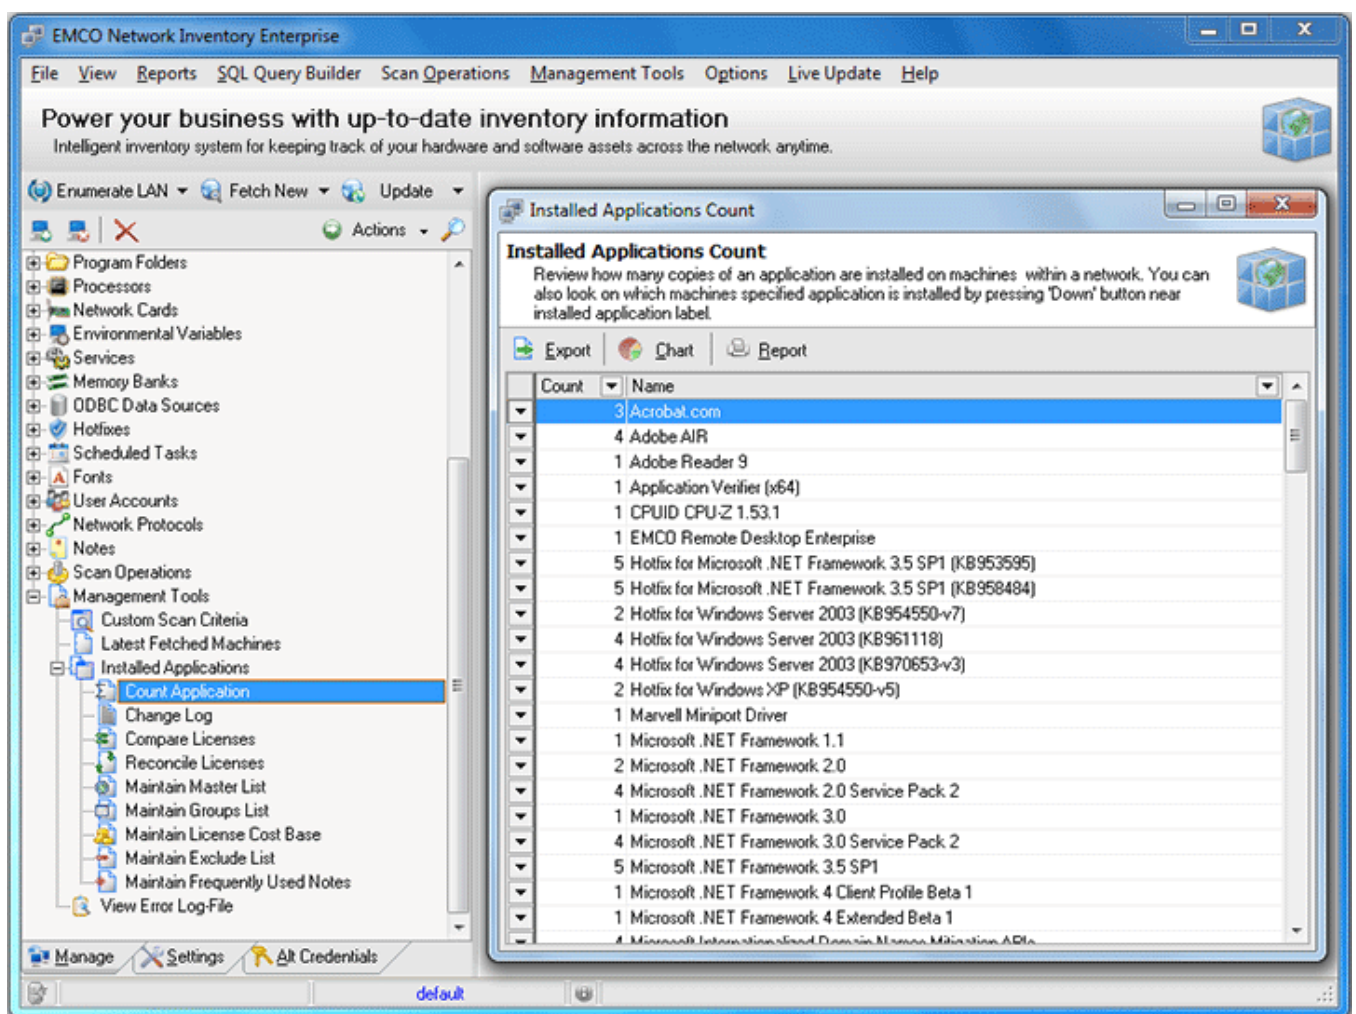 EMCO Network Inventory Enterprise
File View Reports SQL Query Builder Scan Operations Management Tools Options Live Update Help
Power your business with up-to-date inventory information
Intelligent inventory system for keeping track of your hardware and software assets across the network anytime.
Enumerate LAN Fetch New Update
Actions
Program Folders
Processors
Network Cards
Environmental Variables
Services
Memory Banks
ODBC Data Sources
Hotfixes
Scheduled Tasks
Fonts
User Accounts
Network Protocols
Notes
Scan Operations
Management Tools
Custom Scan Criteria
Latest Fetched Machines
Installed Applications
Count Application
Change Log
Compare Licenses
Reconcile Licenses
Maintain Master List
Maintain Groups List
Maintain License Cost Base
Maintain Exclude List
Maintain Frequently Used Notes
View Error Log-File
Manage Settings Alt Credentials
default
Installed Applications Count
Installed Applications Count
Review how many copies of an application are installed on machines within a network. You can
also look on which machines specified application is installed by pressing 'Down' button near
installed application label.
Export Chart Report
Count Name
3 Acrobat.com
4 Adobe AIR
1 Adobe Reader 9
1 Application Verifier (x64)
1 CPUID CPU-Z 1.53.1
1 EMCO Remote Desktop Enterprise
5 Hotfix for Microsoft .NET Framework 3.5 SP1 (KB953595)
5 Hotfix for Microsoft .NET Framework 3.5 SP1 (KB958484)
2 Hotfix for Windows Server 2003 (KB954550-v7)
4 Hotfix for Windows Server 2003 (KB961118)
4 Hotfix for Windows Server 2003 (KB970653-v3)
2 Hotfix for Windows XP (KB954550-v5)
1 Marvell Miniport Driver
1 Microsoft .NET Framework 1.1
2 Microsoft .NET Framework 2.0
4 Microsoft .NET Framework 2.0 Service Pack 2
1 Microsoft .NET Framework 3.0
4 Microsoft .NET Framework 3.0 Service Pack 2
5 Microsoft .NET Framework 3.5 SP1
1 Microsoft .NET Framework 4 Client Profile Beta 1
1 Microsoft .NET Framework 4 Extended Beta 1
4 Microsoft Internationalized Domain Names Mitigation APIs